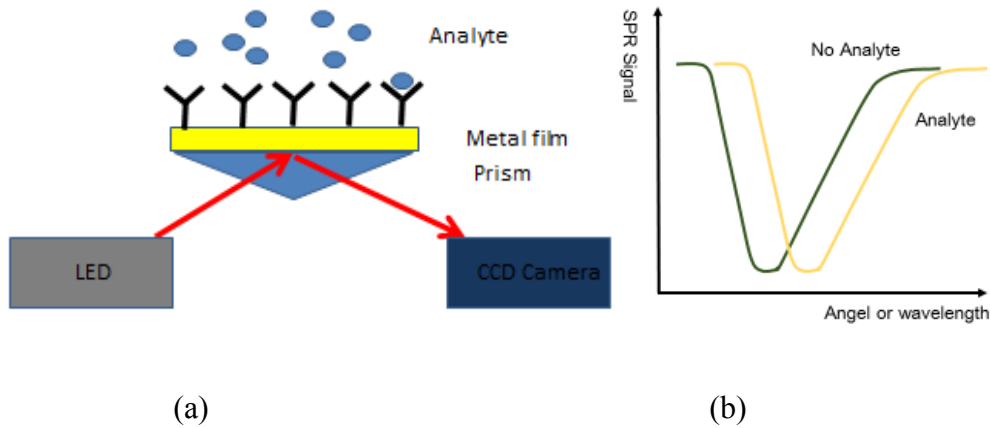 Analyte
Metal film
Prism
LED
CCD Camera
(a)
SPR Signal
No Analyte
Analyte
Angel or wavelength
(b)